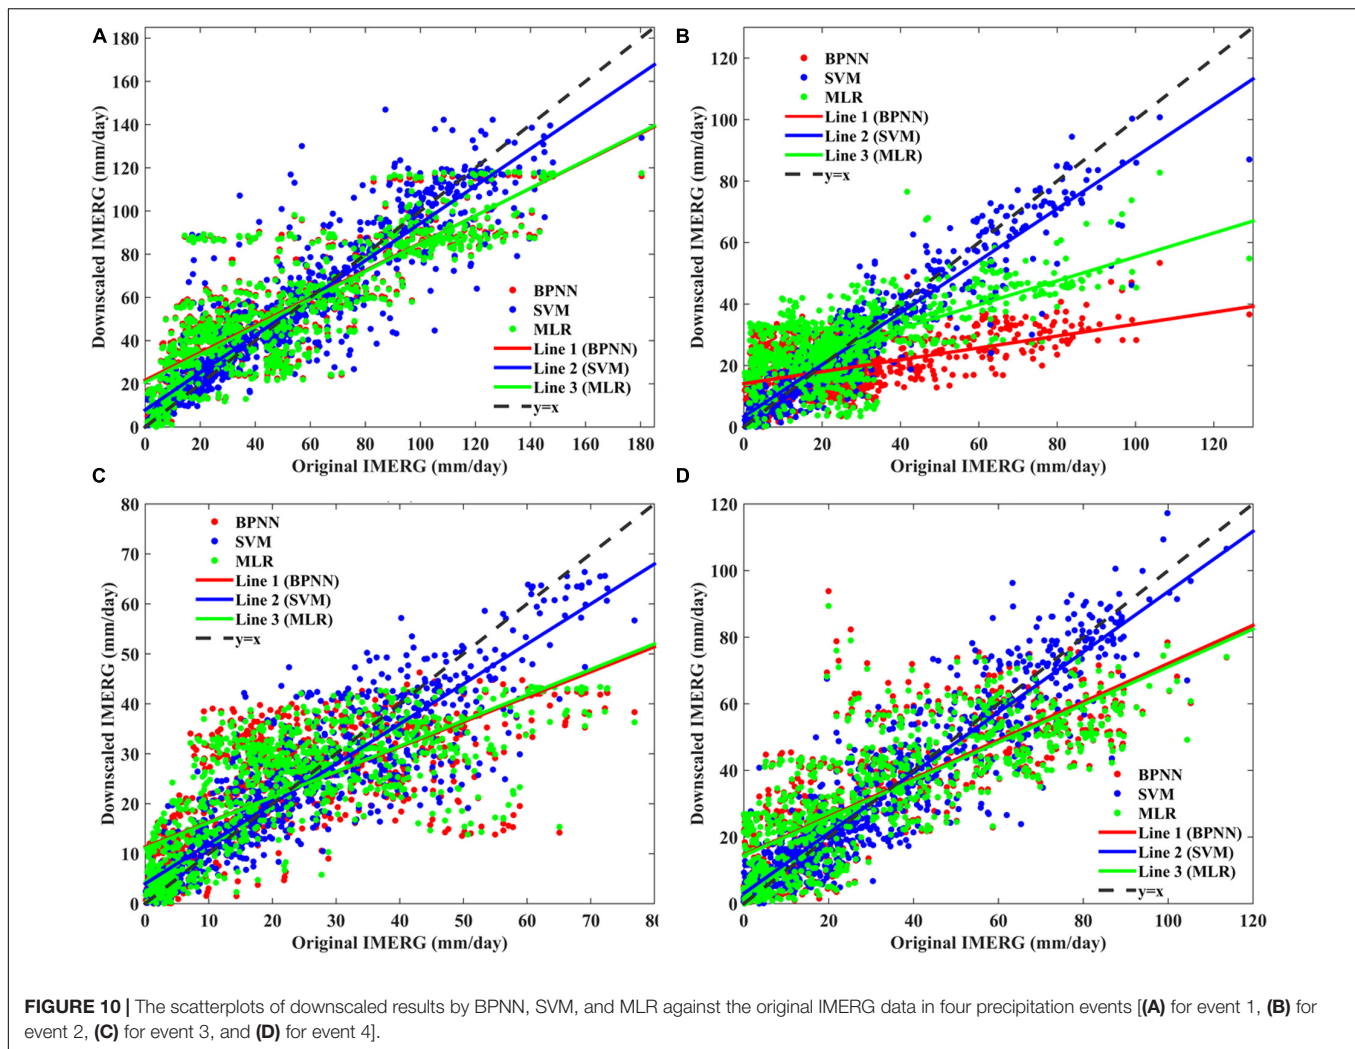 A
Downscaled IMERG (mm/day)
180
160
140
120
100
80
60
40
20
0
BPNN
SVM
MLR
Line 1 (BPNN)
Line 2 (SVM)
Line 3 (MLR)
y=x
0 20 40 60 80 100 120 140 160 180
Original IMERG (mm/day)
B
Downscaled IMERG (mm/day)
120
100
80
60
40
20
0
BPNN
SVM
MLR
Line 1 (BPNN)
Line 2 (SVM)
Line 3 (MLR)
y=x
0 20 40 60 80 100 120
Original IMERG (mm/day)
C
Downscaled IMERG (mm/day)
80
70
60
50
40
30
20
10
0
BPNN
SVM
MLR
Line 1 (BPNN)
Line 2 (SVM)
Line 3 (MLR)
y=x
0 10 20 30 40 50 60 70 80
Original IMERG (mm/day)
D
Downscaled IMERG (mm/day)
120
100
80
60
40
20
0
BPNN
SVM
MLR
Line 1 (BPNN)
Line 2 (SVM)
Line 3 (MLR)
y=x
0 20 40 60 80 100 120
Original IMERG (mm/day)
FIGURE 10 | The scatterplots of downscaled results by BPNN, SVM, and MLR against the original IMERG data in four precipitation events [(A) for event 1, (B) for
event 2, (C) for event 3, and (D) for event 4].